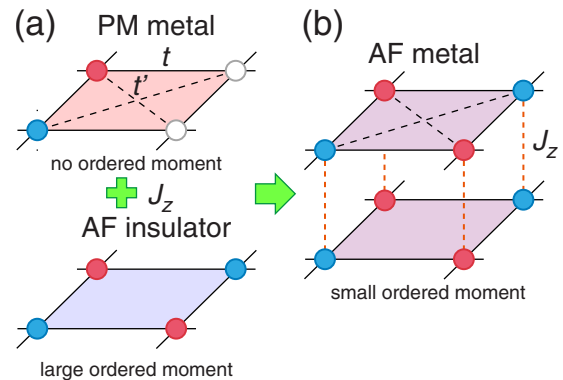 (a)
PM metal
t
t'
no ordered moment
J_z
AF insulator
large ordered moment
(b)
AF metal
J_z
small ordered moment